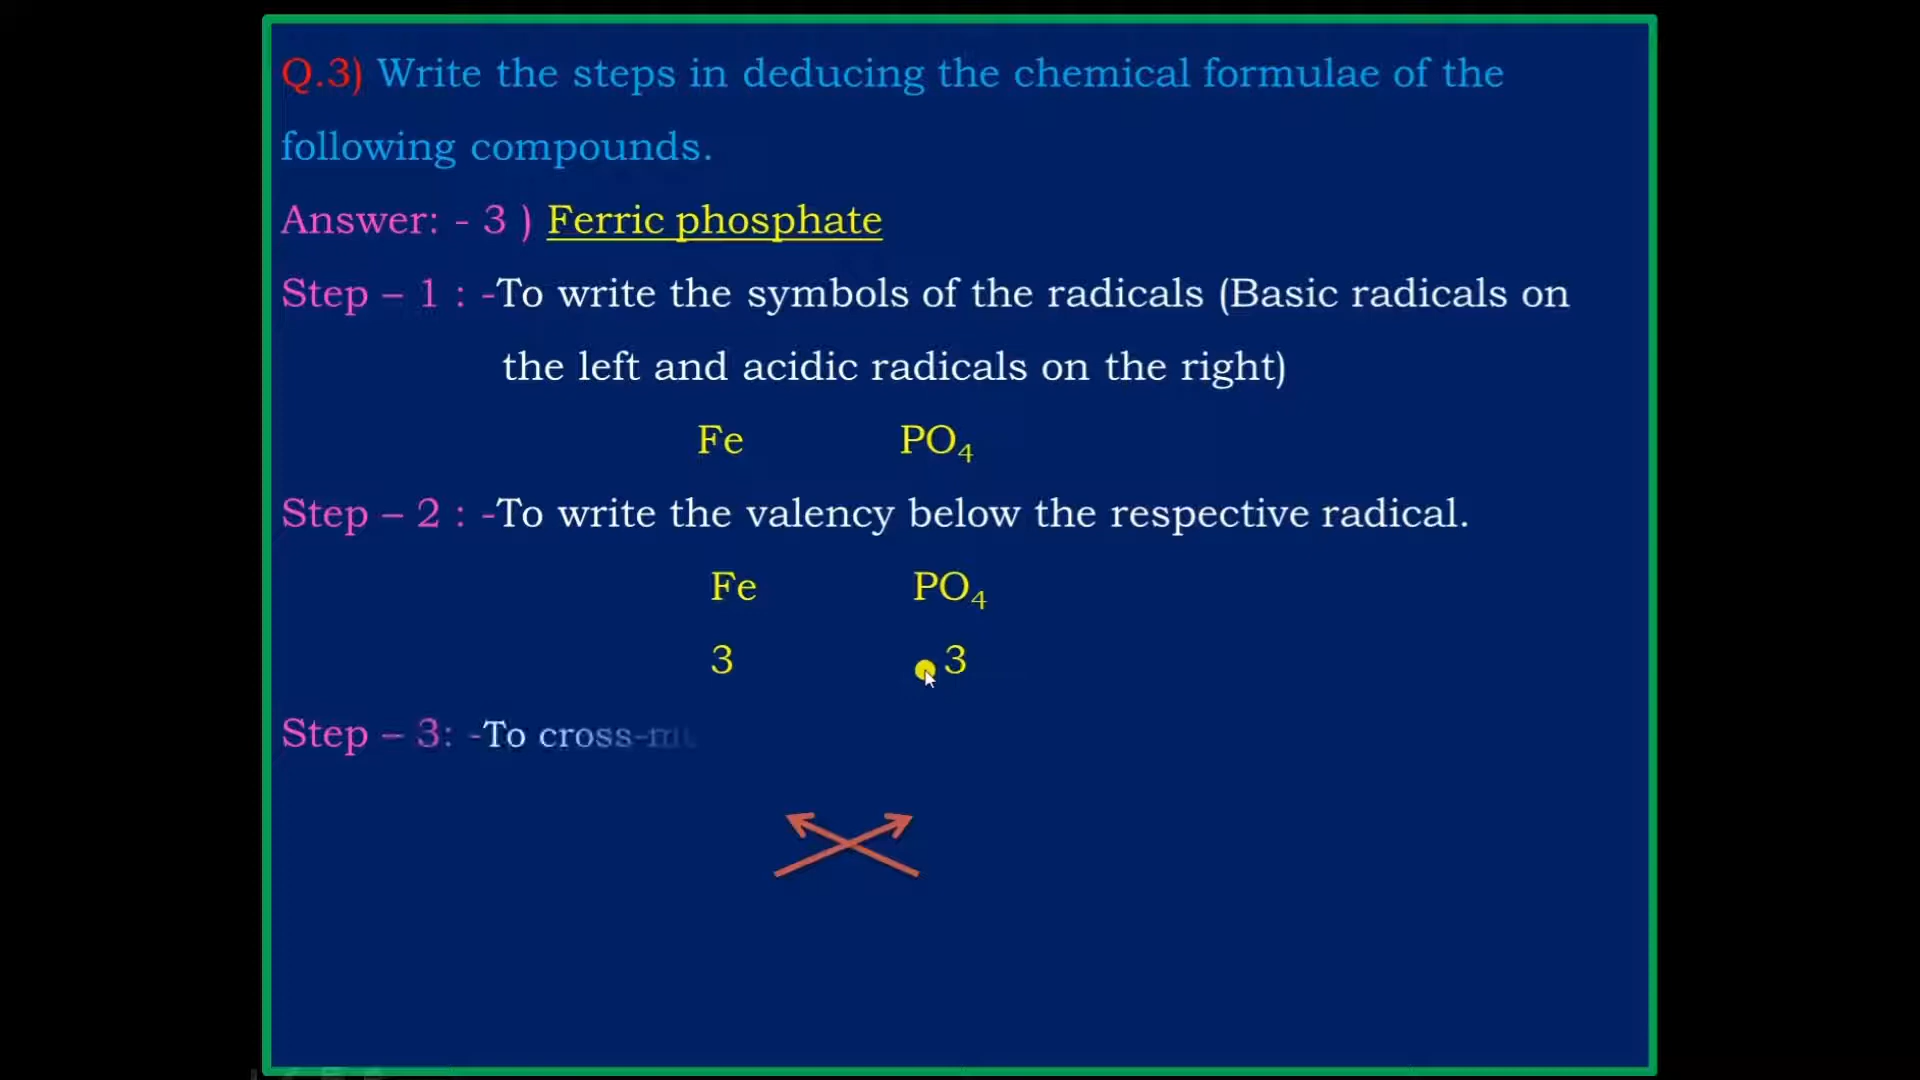 Q.3) Write the steps in deducing the chemical formulae of the
following compounds.
Answer: - 3 ) Ferric phosphate
Step – 1 : -To write the symbols of the radicals (Basic radicals on
the left and acidic radicals on the right)
Fe PO₄
Step – 2 : -To write the valency below the respective radical.
Fe PO₄
3 3
Step – 3: -To cross-mu